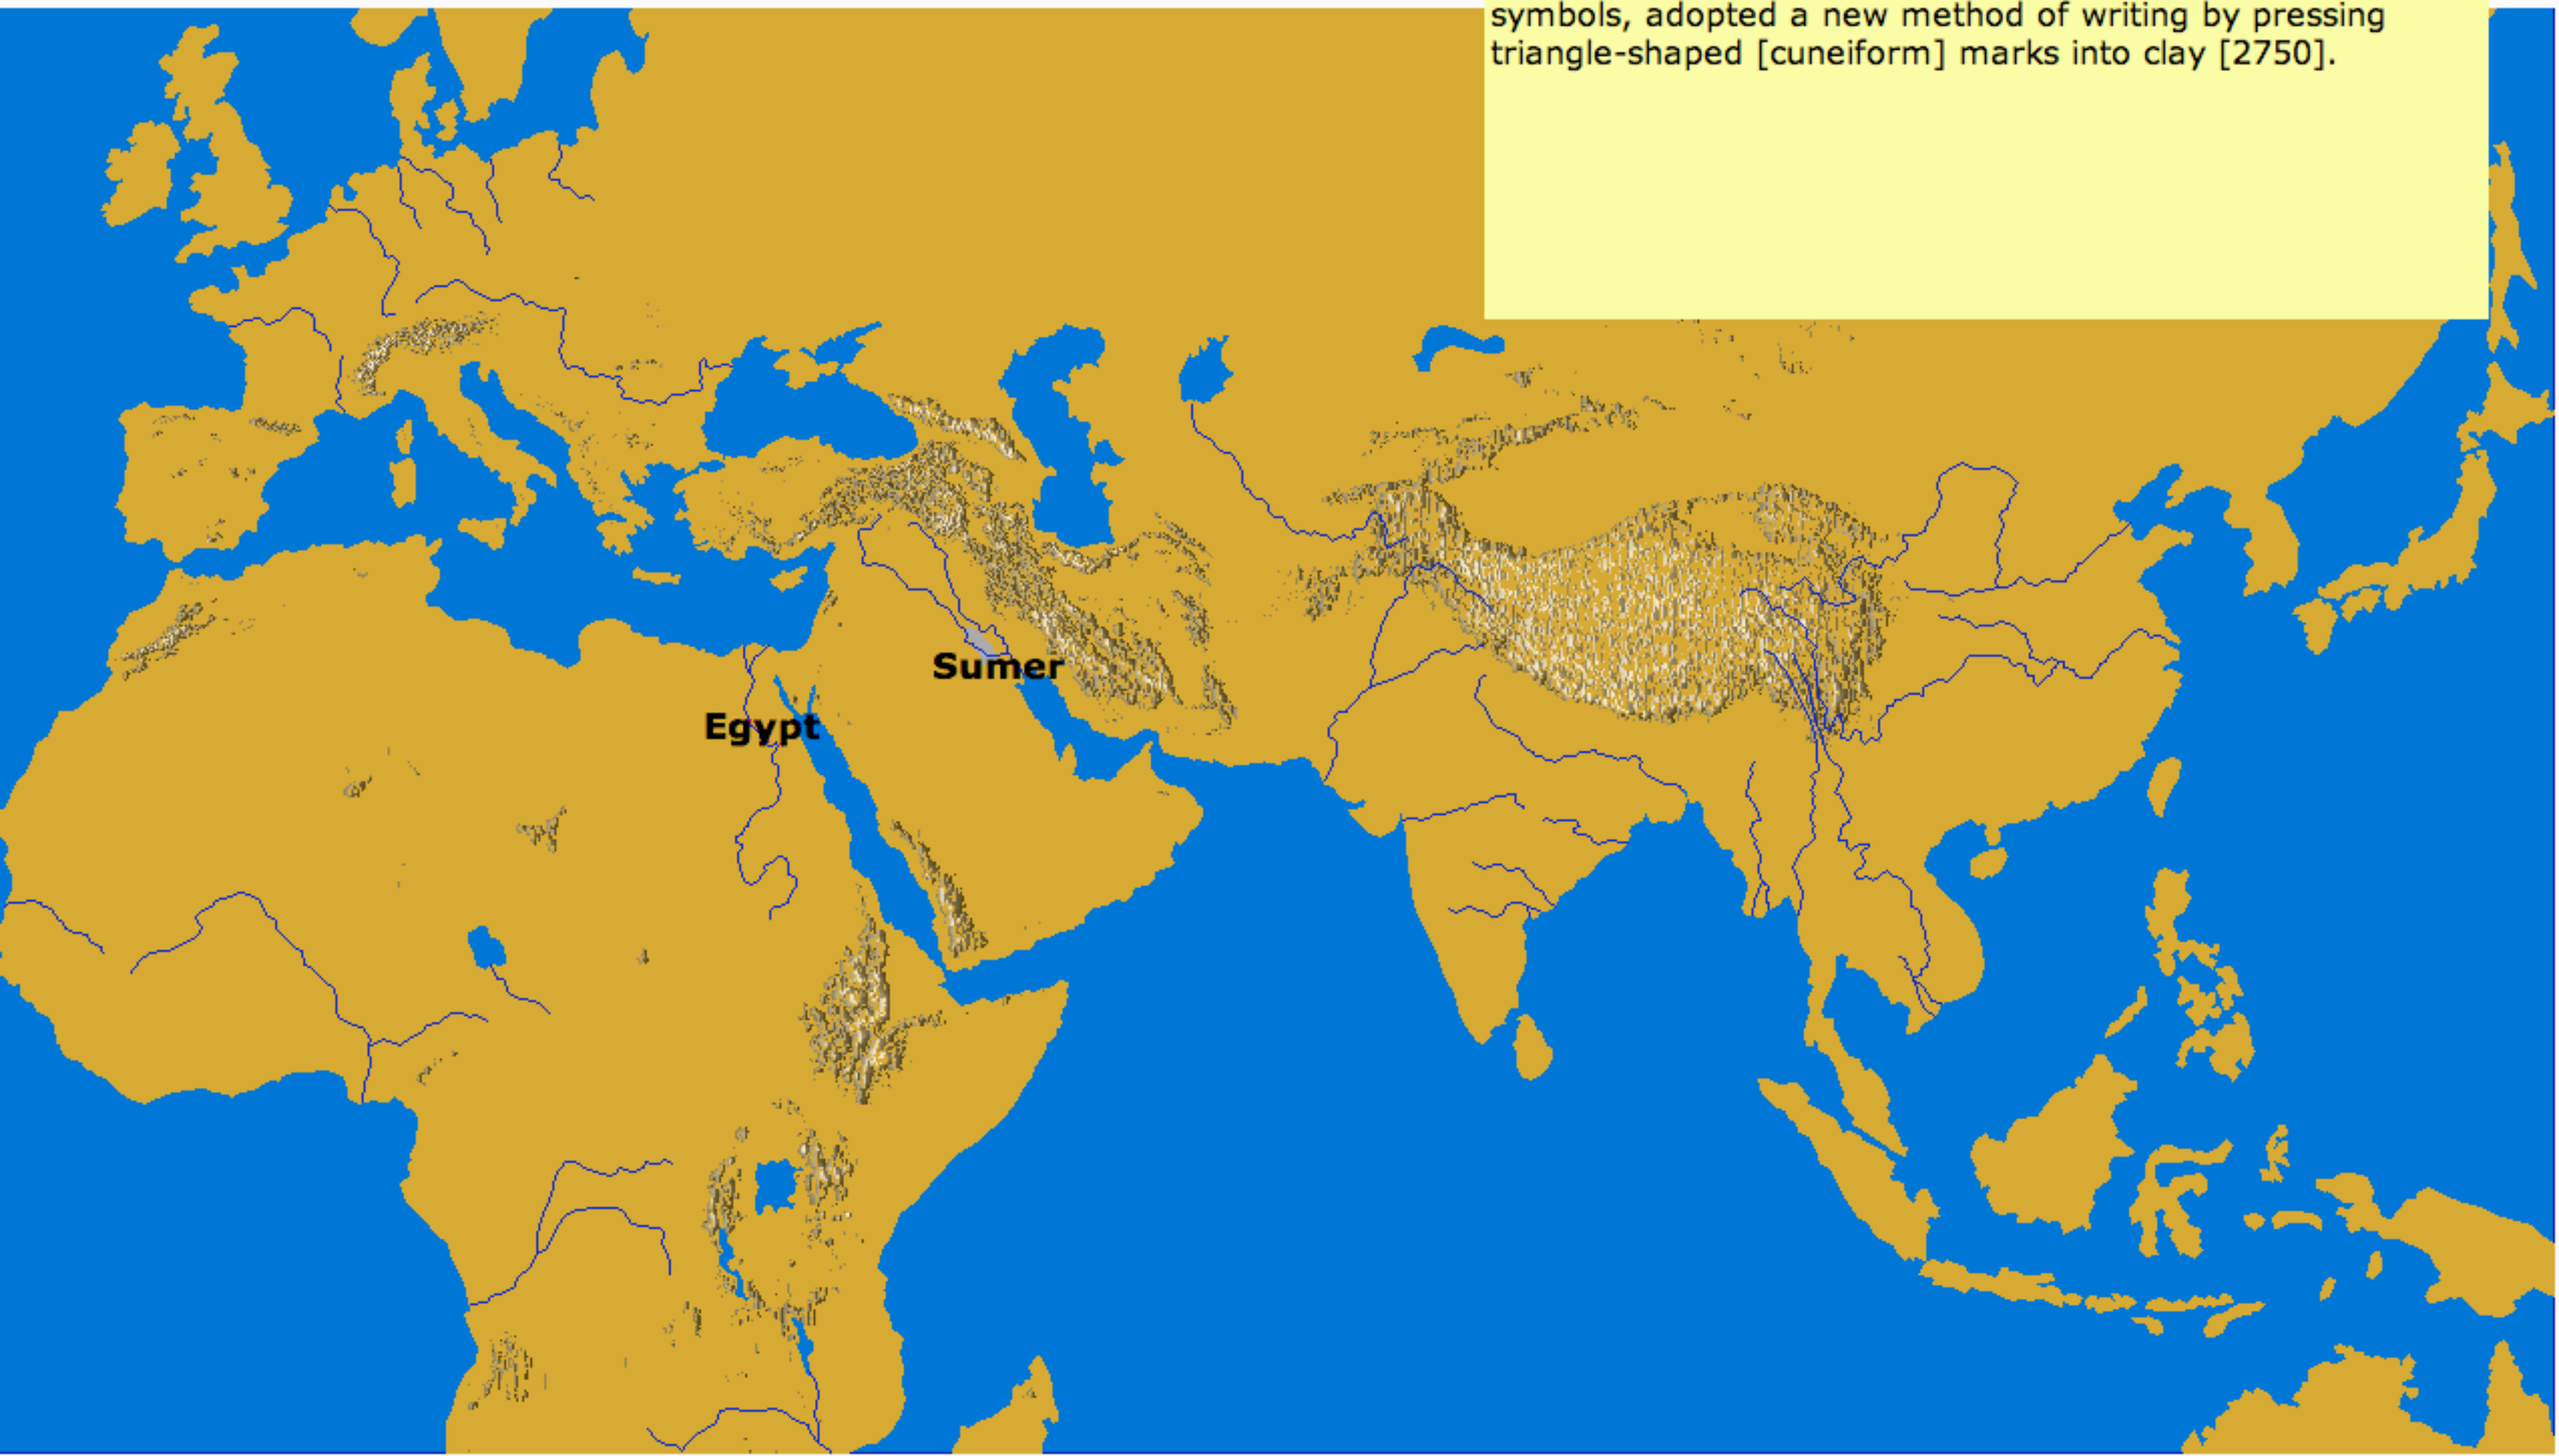 symbols, adopted a new method of writing by pressing
triangle-shaped [cuneiform] marks into clay [2750].
Sumer
Egypt